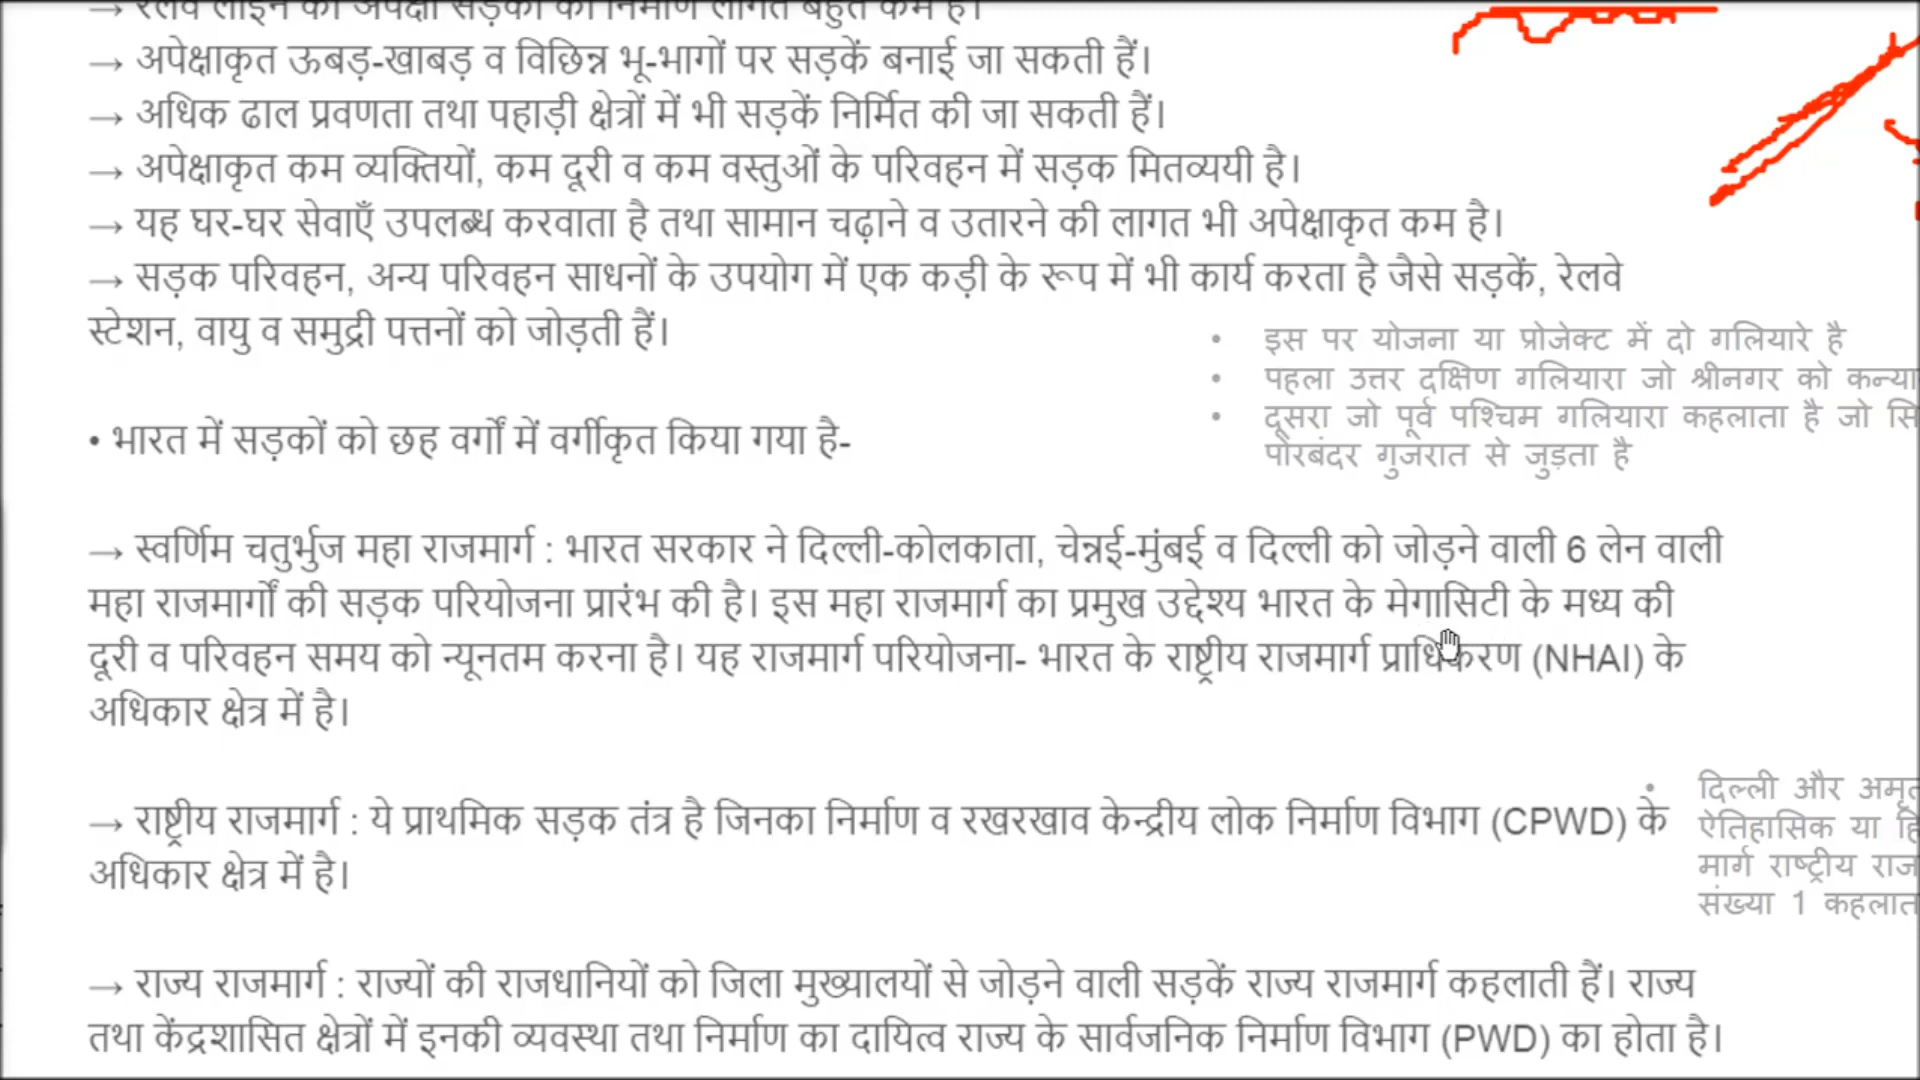 → रेलवे लाइन की अपेक्षा सड़कों की निर्माण लागत बहुत कम है।
→ अपेक्षाकृत ऊबड़-खाबड़ व विछिन्न भू-भागों पर सड़कें बनाई जा सकती हैं।
→ अधिक ढाल प्रवणता तथा पहाड़ी क्षेत्रों में भी सड़कें निर्मित की जा सकती हैं।
→ अपेक्षाकृत कम व्यक्तियों, कम दूरी व कम वस्तुओं के परिवहन में सड़क मितव्ययी है।
→ यह घर-घर सेवाएँ उपलब्ध करवाता है तथा सामान चढ़ाने व उतारने की लागत भी अपेक्षाकृत कम है।
→ सड़क परिवहन, अन्य परिवहन साधनों के उपयोग में एक कड़ी के रूप में भी कार्य करता है जैसे सड़कें, रेलवे
स्टेशन, वायु व समुद्री पत्तनों को जोड़ती हैं।
• इस पर योजना या प्रोजेक्ट में दो गलियारे है
• पहला उत्तर दक्षिण गलियारा जो श्रीनगर को
• दूसरा जो पूर्व पश्चिम गलियारा कहलाता है जो
पोरबंदर गुजरात से जुड़ता है
• भारत में सड़कों को छह वर्गों में वर्गीकृत किया गया है-
→ स्वर्णिम चतुर्भुज महा राजमार्ग : भारत सरकार ने दिल्ली-कोलकाता, चेन्नई-मुंबई व दिल्ली को जोड़ने वाली 6 लेन वाली
महा राजमार्गों की सड़क परियोजना प्रारंभ की है। इस महा राजमार्ग का प्रमुख उद्देश्य भारत के मेगासिटी के मध्य की
दूरी व परिवहन समय को न्यूनतम करना है। यह राजमार्ग परियोजना- भारत के राष्ट्रीय राजमार्ग प्राधिकरण (NHAI) के
अधिकार क्षेत्र में है।
→ राष्ट्रीय राजमार्ग : ये प्राथमिक सड़क तंत्र है जिनका निर्माण व रखरखाव केन्द्रीय लोक निर्माण विभाग (CPWD) के
अधिकार क्षेत्र में है।
• दिल्ली और
ऐतिहासिक या
मार्ग राष्ट्रीय
संख्या 1
→ राज्य राजमार्ग : राज्यों की राजधानियों को जिला मुख्यालयों से जोड़ने वाली सड़कें राज्य राजमार्ग कहलाती हैं। राज्य
तथा केंद्रशासित क्षेत्रों में इनकी व्यवस्था तथा निर्माण का दायित्व राज्य के सार्वजनिक निर्माण विभाग (PWD) का होता है।